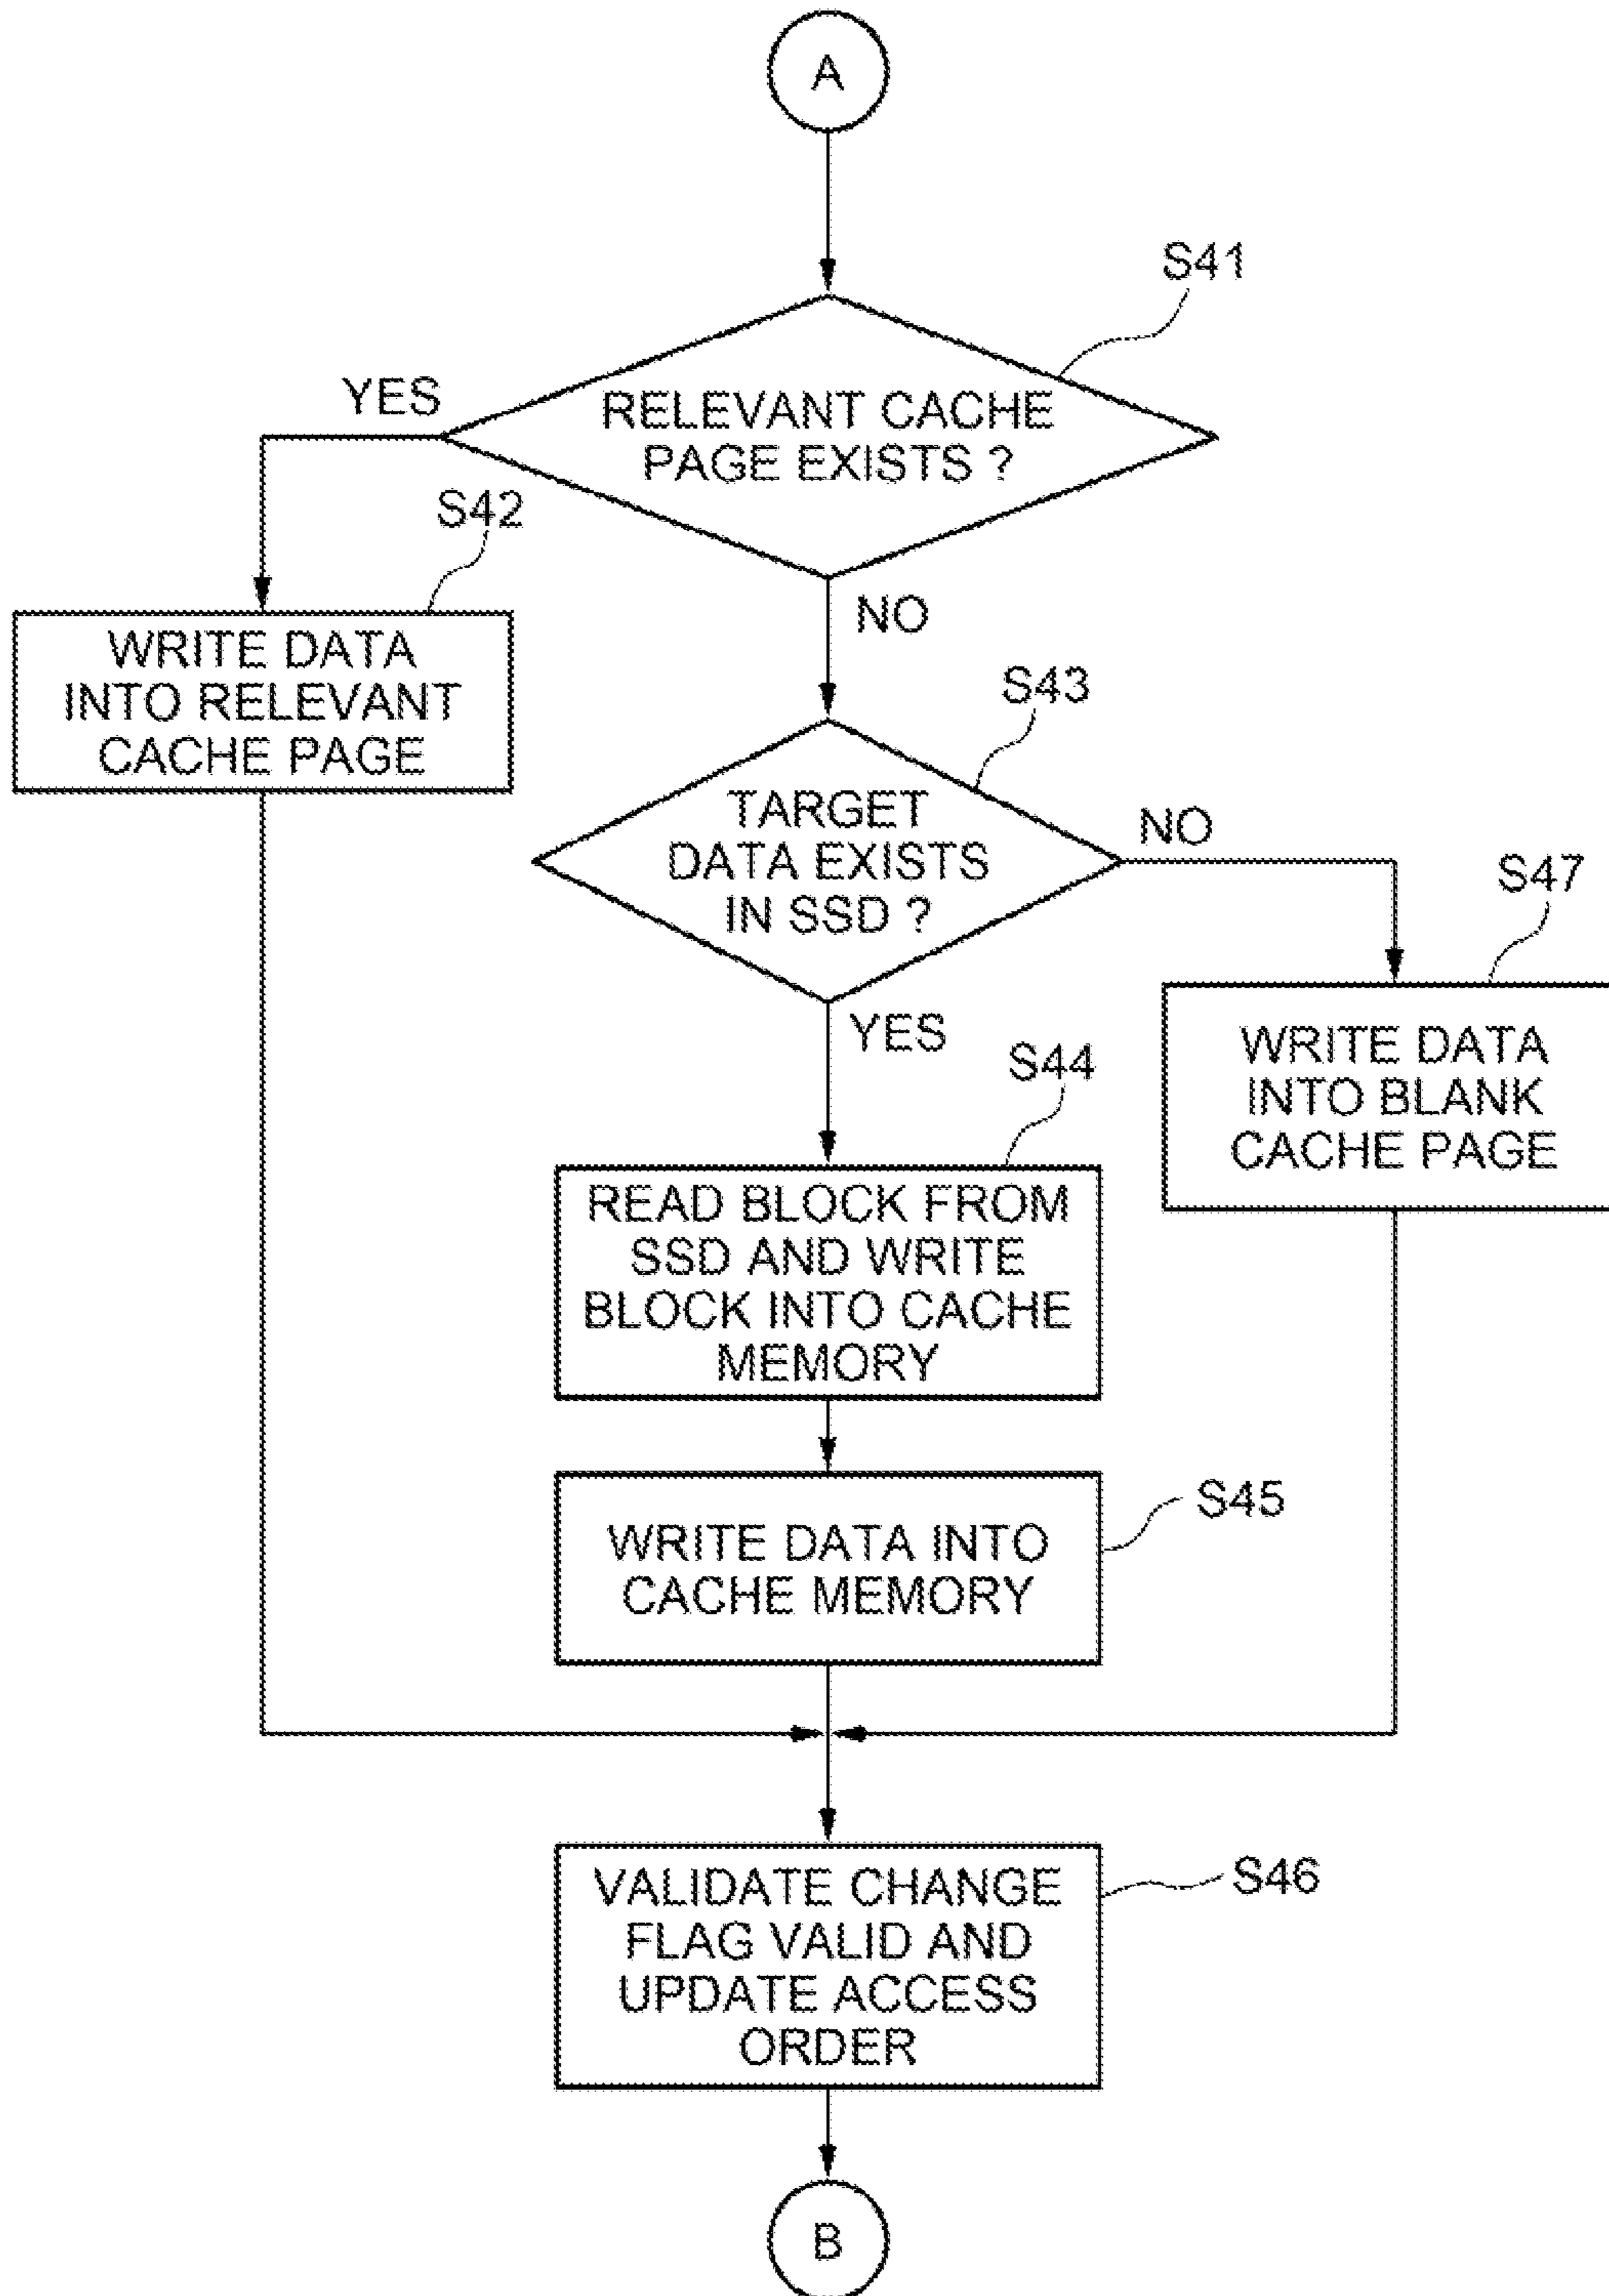 A
S41
YES
RELEVANT CACHE
PAGE EXISTS ?
S42
NO
WRITE DATA
INTO RELEVANT
CACHE PAGE
S43
TARGET
DATA EXISTS
IN SSD ?
NO
S47
YES
WRITE DATA
INTO BLANK
CACHE PAGE
S44
READ BLOCK FROM
SSD AND WRITE
BLOCK INTO CACHE
MEMORY
S45
WRITE DATA INTO
CACHE MEMORY
S46
VALIDATE CHANGE
FLAG VALID AND
UPDATE ACCESS
ORDER
B